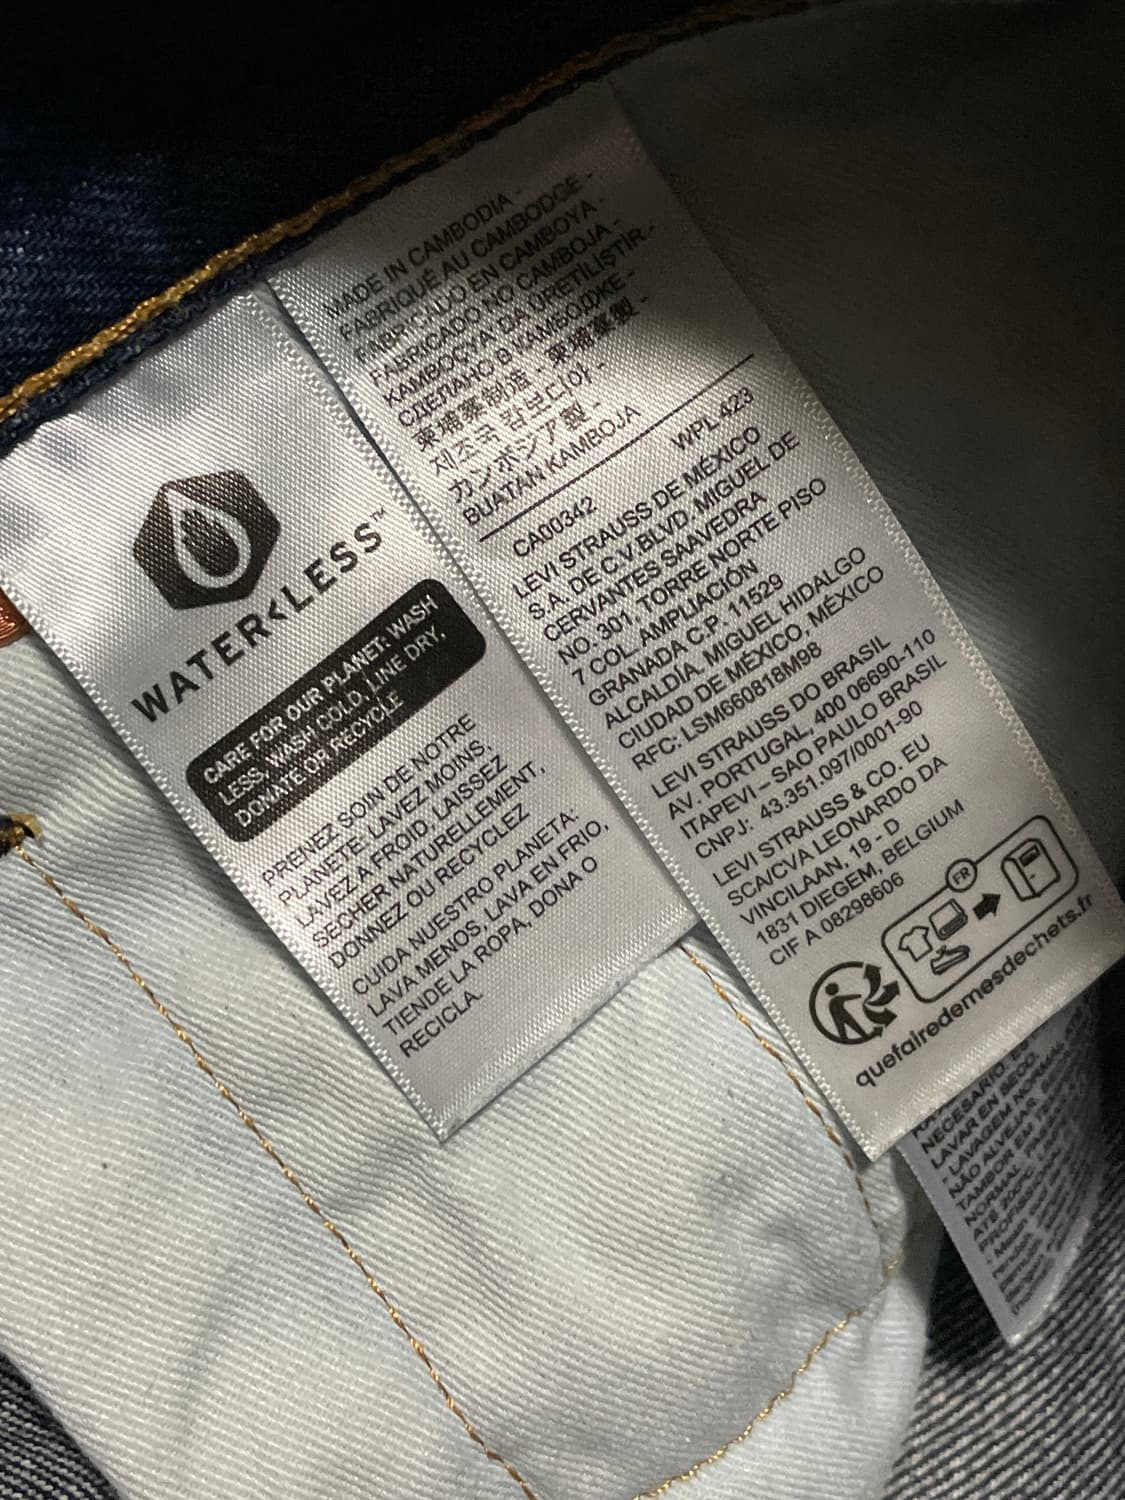 WATER<LESS™
CARE FOR OUR PLANET: WASH
LESS, WASH COLD, LINE DRY,
DONATE OR RECYCLE
PRENEZ SOIN DE NOTRE
PLANÈTE: LAVEZ MOINS,
LAVEZ À FROID, LAISSEZ
SÉCHER NATURELLEMENT,
DONNEZ OU RECYCLEZ
CUIDA NUESTRO PLANETA:
LAVA MENOS, LAVA EN FRIO,
TIENDE LA ROPA, DONA O
RECICLA.
MADE IN CAMBODIA -
FABRIQUÉ AU CAMBODGE -
FABRICADO EN CAMBOYA -
FABRICADO NO CAMBOJA -
KAMBOÇYA'DA ÜRETİLİŞTİR -
СДЕЛАНО В КАМБОДЖЕ -
柬埔寨制造 - 柬埔寨製 -
제조국 캄보디아 -
カンボジア製 -
BUATAN KAMBOJA
CA00342 WPL 423
LEVI STRAUSS DE MÉXICO
S.A. DE C.V. BLVD. MIGUEL DE
CERVANTES SAAVEDRA
NO. 301, TORRE NORTE PISO
7 COL. AMPLIACIÓN
GRANADA C.P. 11529
ALCALDÍA. MIGUEL HIDALGO
CIUDAD DE MÉXICO, MÉXICO
RFC: LSM660818M98
LEVI STRAUSS DO BRASIL
AV. PORTUGAL, 400 06690-110
ITAPEVI – SAO PAULO BRASIL
CNPJ: 43.351.097/0001-90
LEVI STRAUSS & CO. EU
SCA/CVA LEONARDO DA
VINCILAAN, 19 - D
1831 DIEGEM, BELGIUM
CIF A 08298606
FR
quefairedemesdechets.fr
NECESARIO.
LAVAR EN SECO.
- LAVAGEM NORMAL
NÃO ALVEJAR.
TAMBOR EM
NORMAL